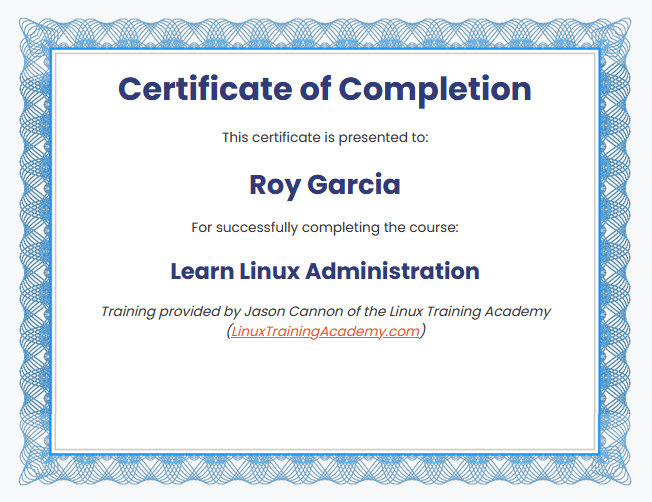 Certificate of Completion
This certificate is presented to:
Roy Garcia
For successfully completing the course:
Learn Linux Administration
Training provided by Jason Cannon of the Linux Training Academy
(LinuxTrainingAcademy.com)